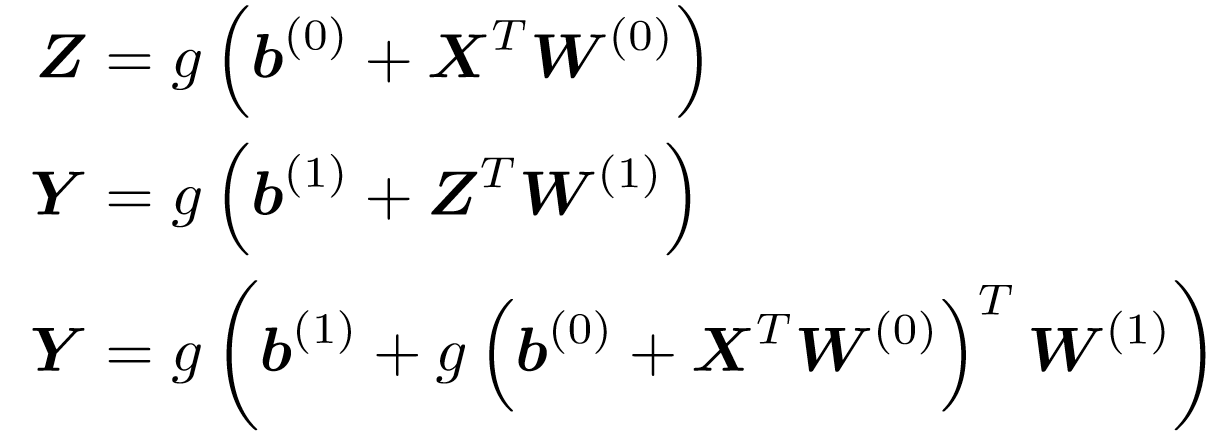 Z = g(b^(0) + X^T W^(0))
Y = g(b^(1) + Z^T W^(1))
Y = g(b^(1) + g(b^(0) + X^T W^(0))^T W^(1))